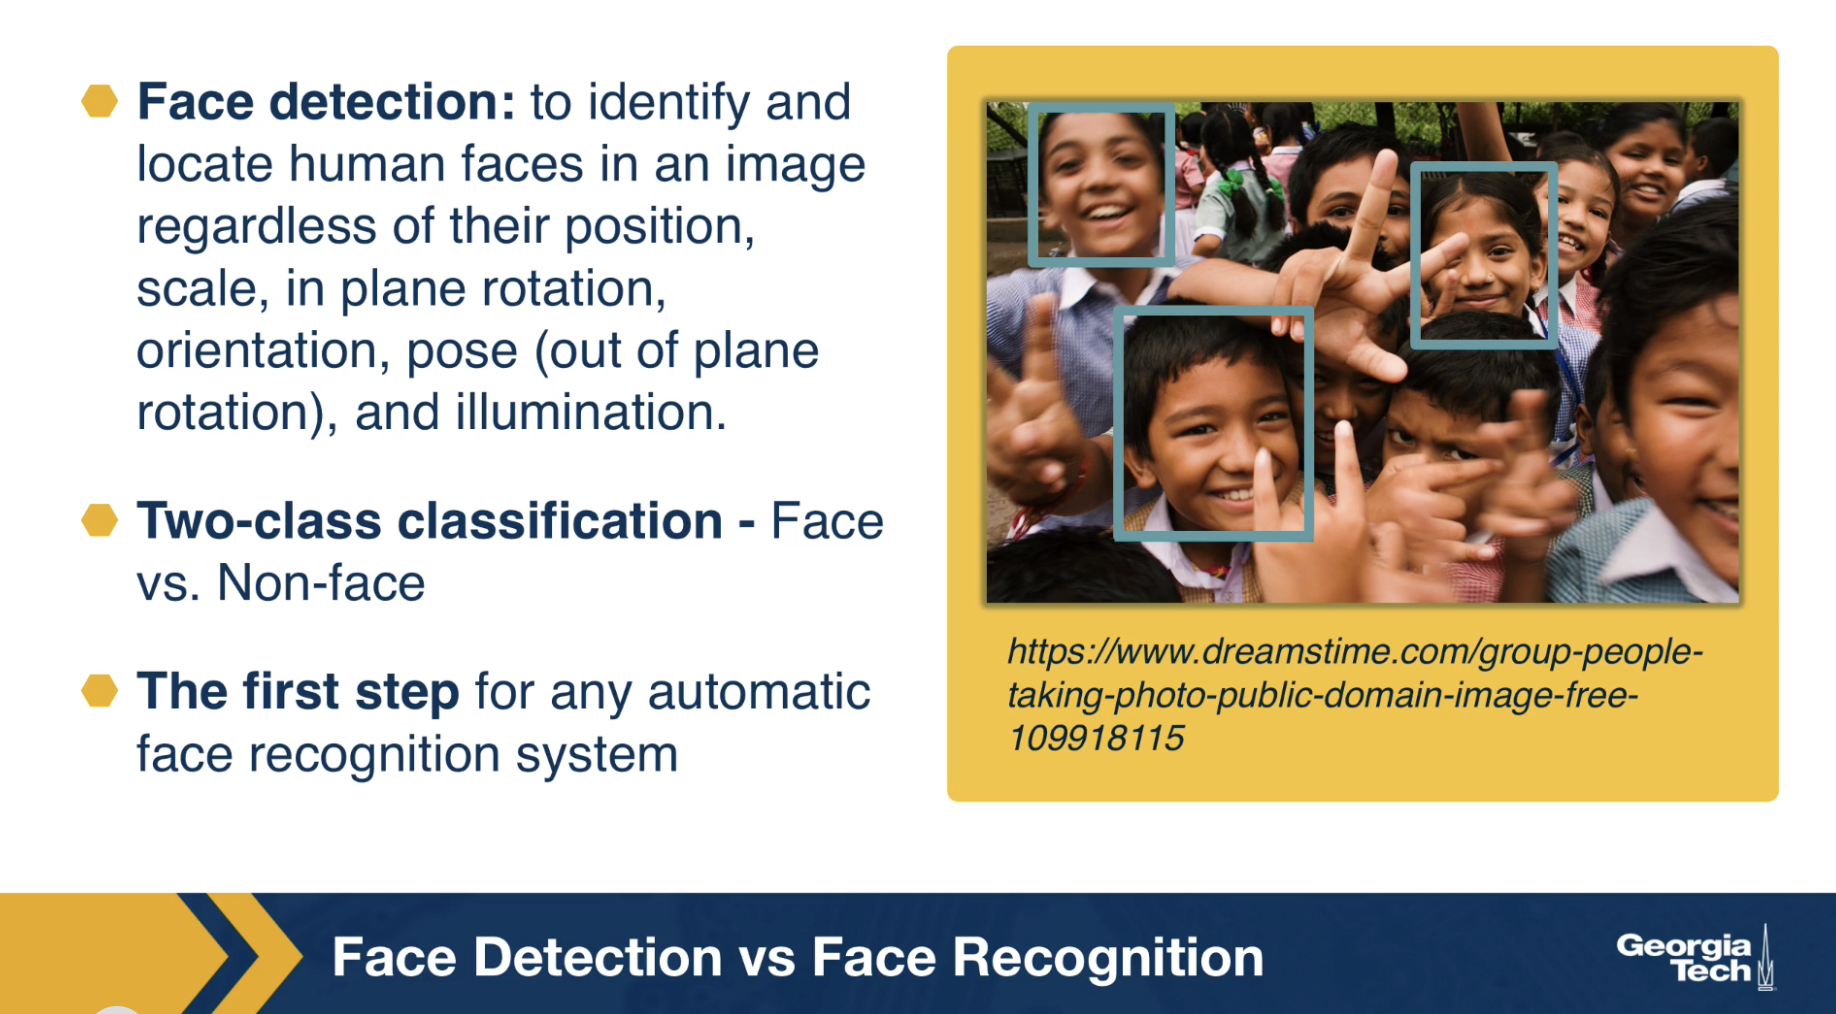 Face detection: to identify and
locate human faces in an image
regardless of their position,
scale, in plane rotation,
orientation, pose (out of plane
rotation), and illumination.
Two-class classification - Face
vs. Non-face
The first step for any automatic
face recognition system
https://www.dreamstime.com/group-people-
taking-photo-public-domain-image-free-
109918115
Face Detection vs Face Recognition
Georgia
Tech